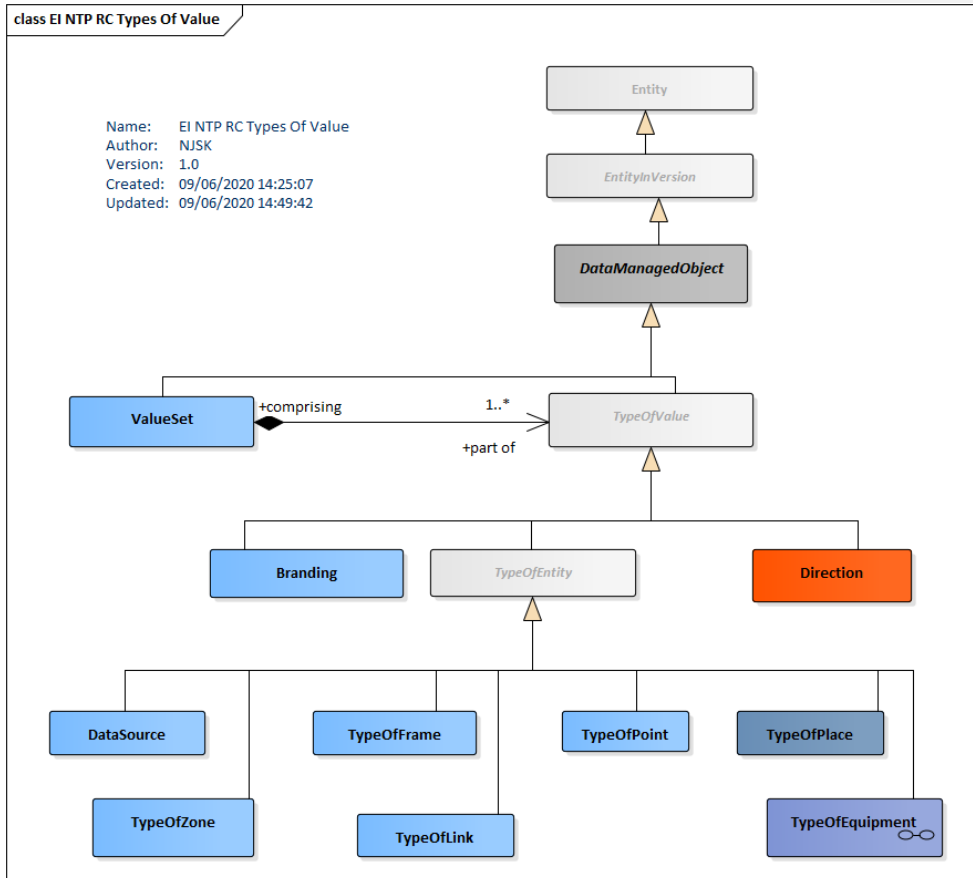 class EI NTP RC Types Of Value
Entity
Name: EI NTP RC Types Of Value
Author: NJSK
Version: 1.0
Created: 09/06/2020 14:25:07
Updated: 09/06/2020 14:49:42
EntityInVersion
DataManagedObject
ValueSet
+comprising
1..*
+part of
TypeOfValue
Branding
TypeOfEntity
Direction
DataSource
TypeOfFrame
TypeOfPoint
TypeOfPlace
TypeOfZone
TypeOfLink
TypeOfEquipment